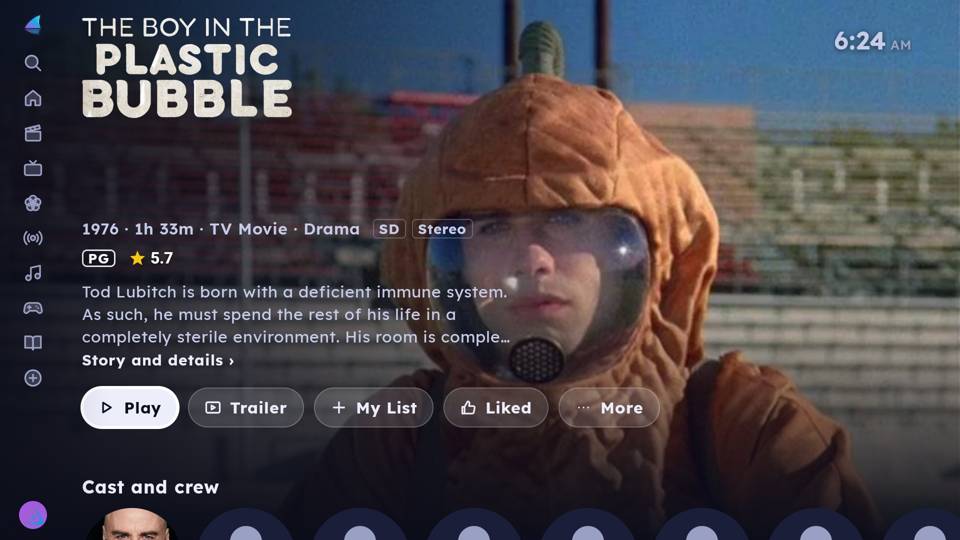 THE BOY IN THE
PLASTIC
BUBBLE
6:24 AM
1976 · 1h 33m · TV Movie · Drama SD Stereo
PG 5.7
Tod Lubitch is born with a deficient immune system.
As such, he must spend the rest of his life in a
completely sterile environment. His room is comple…
Story and details ›
Play Trailer My List Liked More
Cast and crew